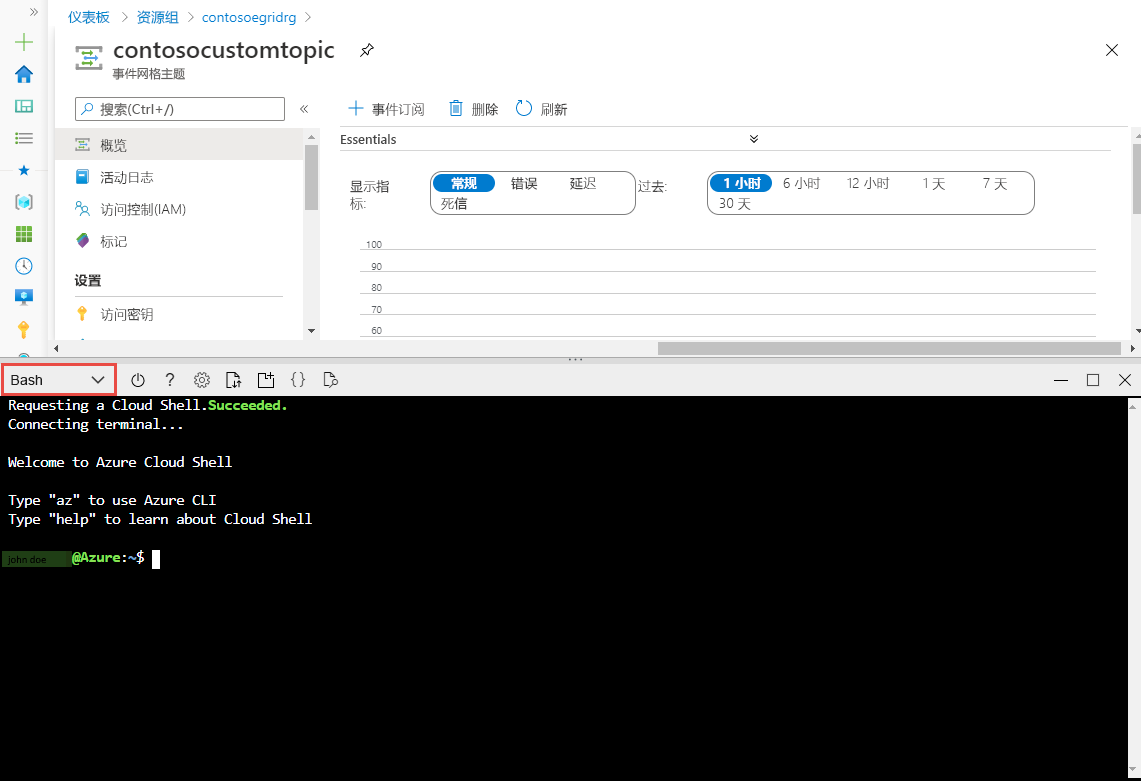 仪表板 > 资源组 > contosoegridrg >
contosocustomtopic
事件网格主题
搜索(Ctrl+/)
概览
活动日志
访问控制(IAM)
标记
设置
访问密钥
事件订阅 删除 刷新
Essentials
显示指
标:
常规 错误 延迟
死信
过去:
1 小时 6 小时 12 小时 1 天 7 天
30 天
100
90
80
70
60
Bash
Requesting a Cloud Shell.Succeeded.
Connecting terminal...
Welcome to Azure Cloud Shell
Type "az" to use Azure CLI
Type "help" to learn about Cloud Shell
john doe@Azure:~$